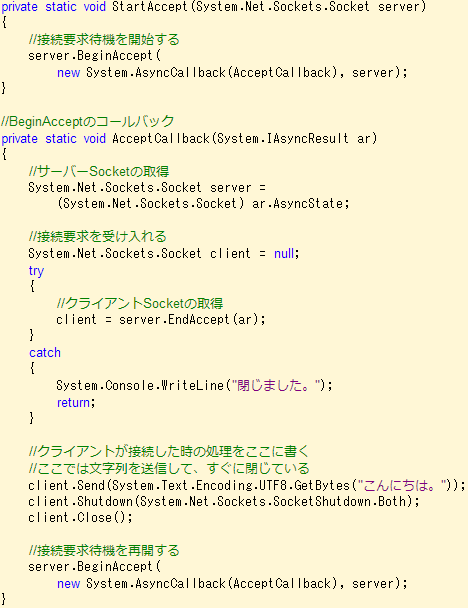 private static void StartAccept(System.Net.Sockets.Socket server)
{
    //接続要求待機を開始する
    server.BeginAccept(
        new System.AsyncCallback(AcceptCallback), server);
}

//BeginAcceptのコールバック
private static void AcceptCallback(System.IAsyncResult ar)
{
    //サーバーSocketの取得
    System.Net.Sockets.Socket server =
        (System.Net.Sockets.Socket) ar.AsyncState;

    //接続要求を受け入れる
    System.Net.Sockets.Socket client = null;
    try
    {
        //クライアントSocketの取得
        client = server.EndAccept(ar);
    }
    catch
    {
        System.Console.WriteLine("閉じました。");
        return;
    }

    //クライアントが接続した時の処理をここに書く
    //ここでは文字列を送信して、すぐに閉じている
    client.Send(System.Text.Encoding.UTF8.GetBytes("こんにちは。"));
    client.Shutdown(System.Net.Sockets.SocketShutdown.Both);
    client.Close();

    //接続要求待機を再開する
    server.BeginAccept(
        new System.AsyncCallback(AcceptCallback), server);
}